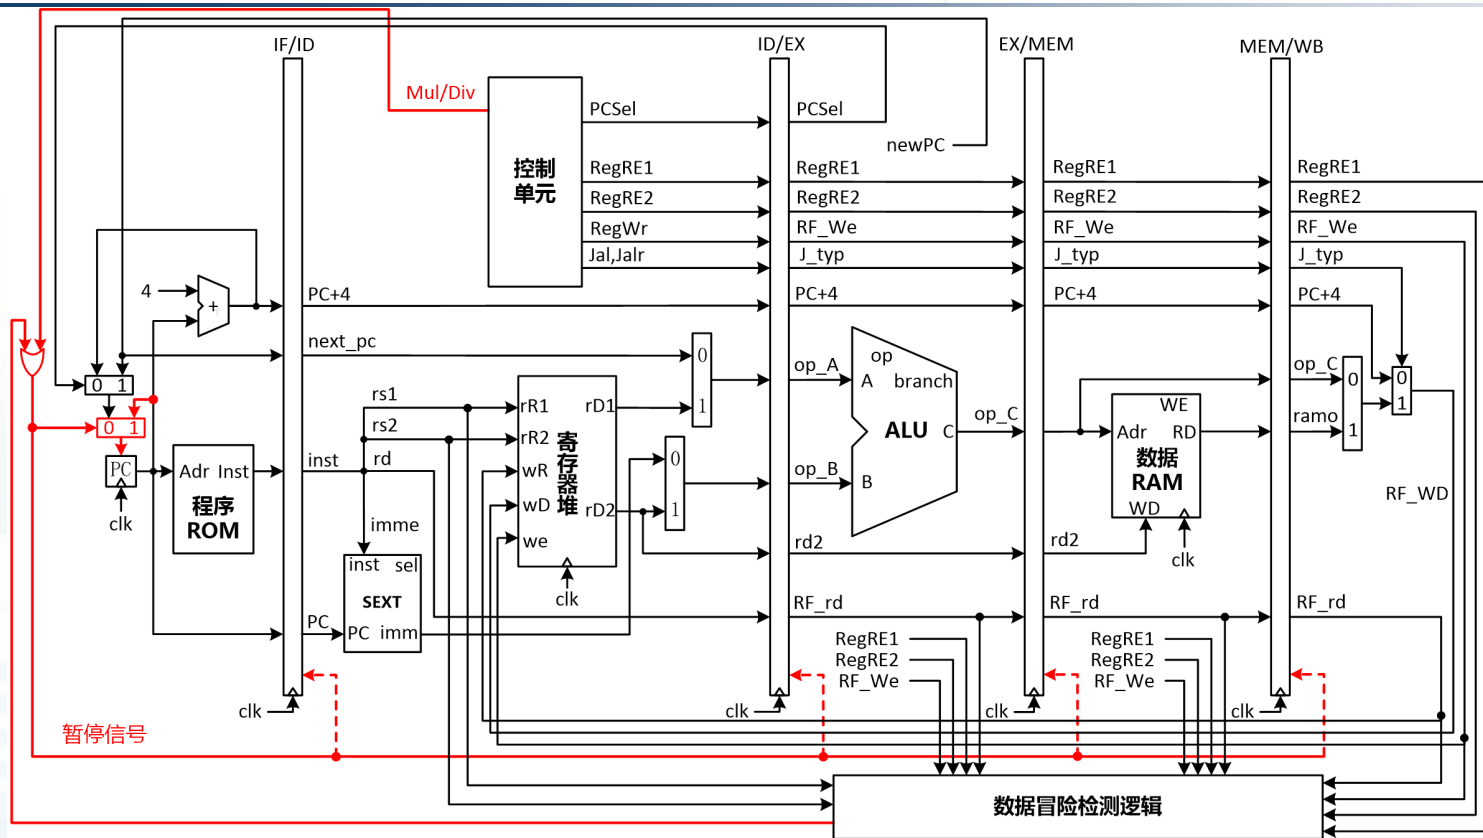 IF/ID
ID/EX
EX/MEM
MEM/WB
Mul/Div
控制
单元
PCSel
PCSel
newPC
RegRE1
RegRE1
RegRE1
RegRE1
RegRE2
RegRE2
RegRE2
RegRE2
RegWr
RF_We
RF_We
RF_We
Jal,Jalr
J_typ
J_typ
J_typ
4
+
PC+4
PC+4
PC+4
PC+4
next_pc
0
1
0 1
0 1
PC
clk
Adr Inst
程序
ROM
inst
rs1
rs2
rd
imme
inst sel
SEXT
PC
PC imm
rR1
rR2
wR
wD
we
rD1
rD2
寄存器堆
clk
0
1
op_A
op_B
op
A
branch
ALU
C
B
op_C
WE
Adr RD
数据
RAM
WD
clk
op_C
ramo
0
1
0
1
RF_WD
rd2
rd2
RF_rd
RF_rd
RF_rd
RegRE1
RegRE2
RF_We
RegRE1
RegRE2
RF_We
clk
clk
clk
clk
暂停信号
数据冒险检测逻辑